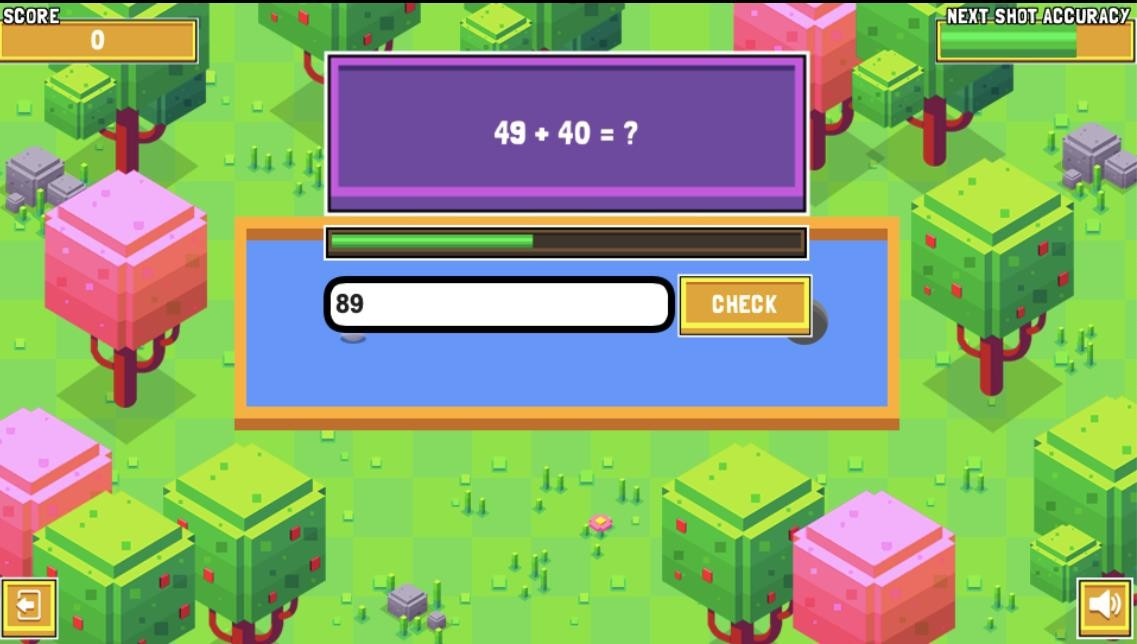 SCORE
0
NEXT SHOT ACCURACY
49 + 40 = ?
89
CHECK